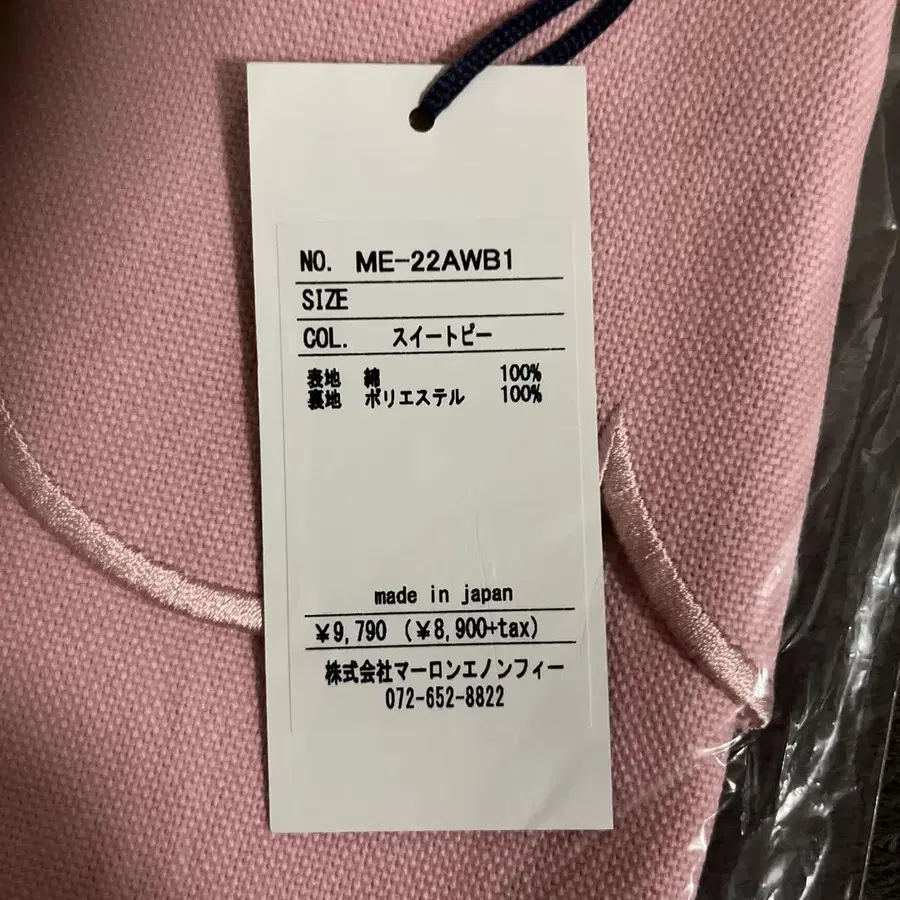 NO. ME-22AWB1
SIZE
COL. スイートピー
表地 綿 100%
裏地 ポリエステル 100%
made in japan
¥9,790 (¥8,900+tax)
株式会社マーロンエノンフィー
072-652-8822